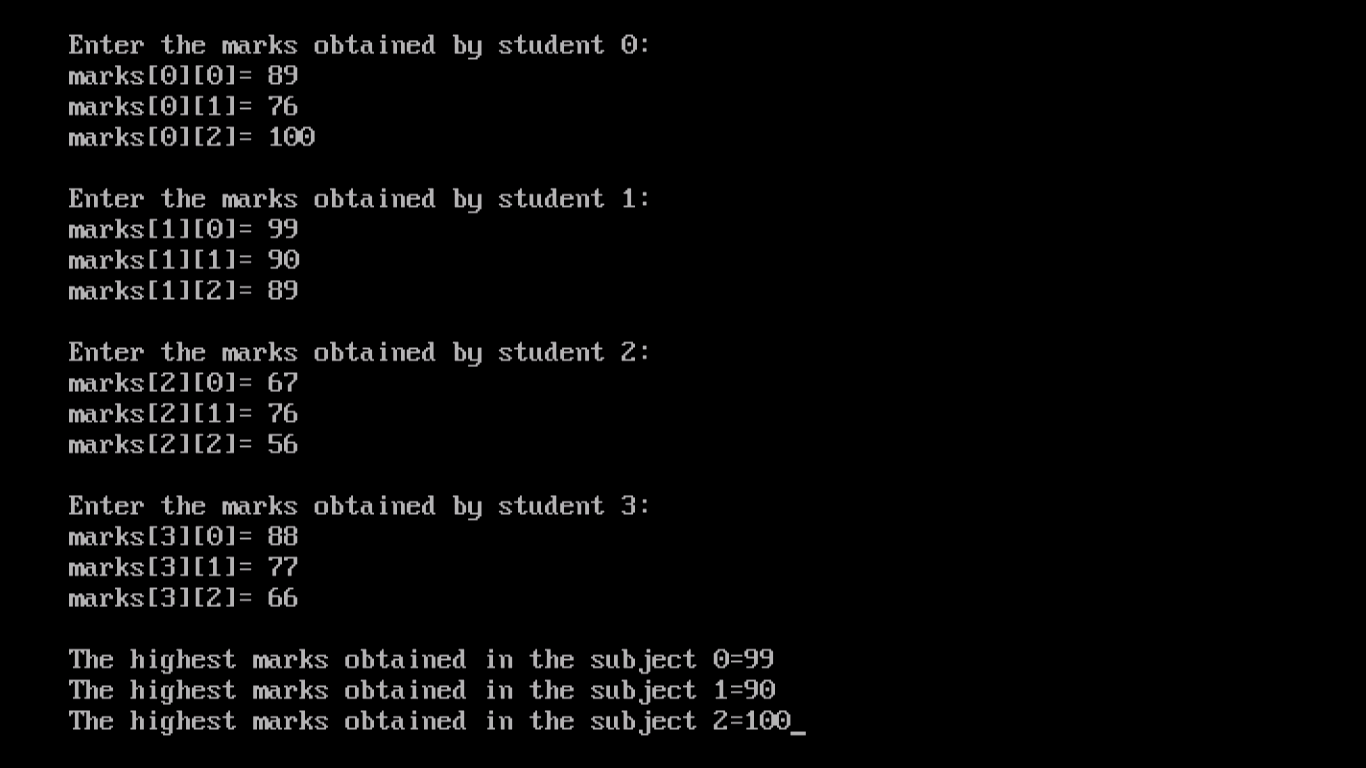 Enter the marks obtained by student 0:
marks[0][0]= 89
marks[0][1]= 76
marks[0][2]= 100
Enter the marks obtained by student 1:
marks[1][0]= 99
marks[1][1]= 90
marks[1][2]= 89
Enter the marks obtained by student 2:
marks[2][0]= 67
marks[2][1]= 76
marks[2][2]= 56
Enter the marks obtained by student 3:
marks[3][0]= 88
marks[3][1]= 77
marks[3][2]= 66
The highest marks obtained in the subject 0=99
The highest marks obtained in the subject 1=90
The highest marks obtained in the subject 2=100_